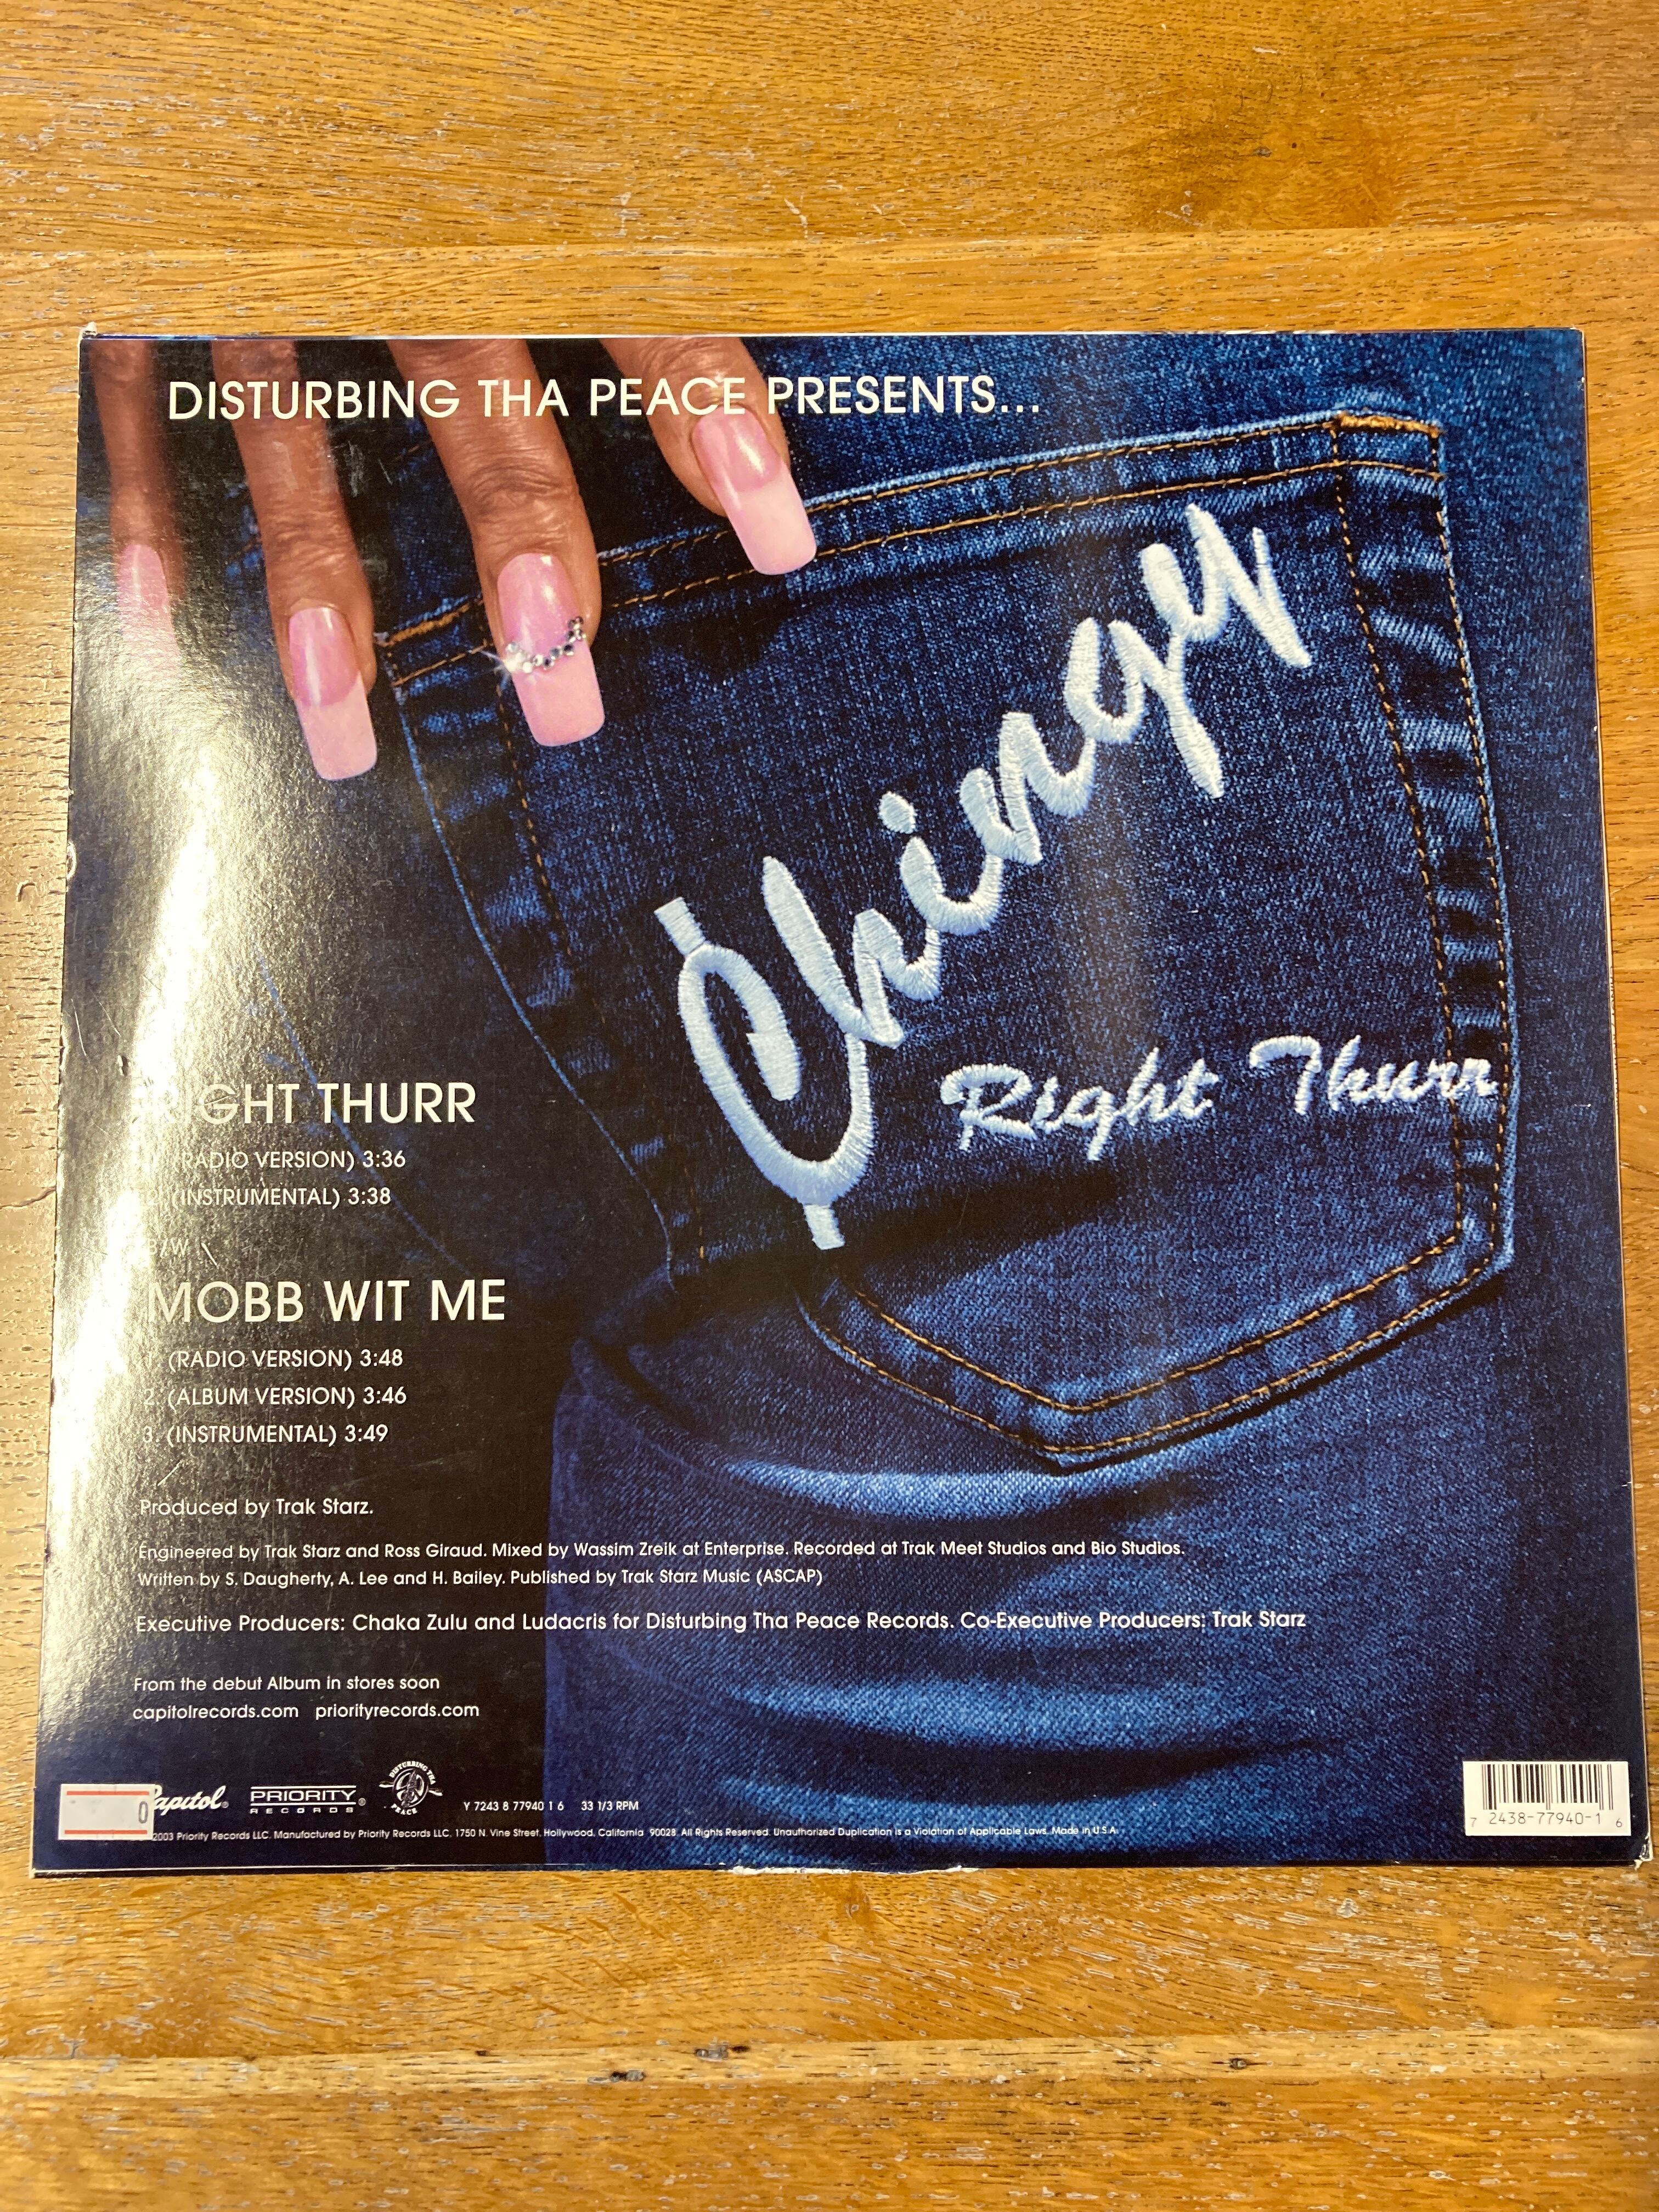 DISTURBING THA PEACE PRESENTS...
Chingy
Right Thurr
RIGHT THURR
(RADIO VERSION) 3:36
2. (INSTRUMENTAL) 3:38
B/W
MOBB WIT ME
1. (RADIO VERSION) 3:48
2. (ALBUM VERSION) 3:46
3. (INSTRUMENTAL) 3:49
Produced by Trak Starz.
Engineered by Trak Starz and Ross Giraud. Mixed by Wassim Zreik at Enterprise. Recorded at Trak Meet Studios and Bio Studios.
Written by S. Daugherty, A. Lee and H. Bailey. Published by Trak Starz Music (ASCAP)
Executive Producers: Chaka Zulu and Ludacris for Disturbing Tha Peace Records. Co-Executive Producers: Trak Starz
From the debut Album in stores soon
capitolrecords.com priorityrecords.com
0
Capitol®
PRIORITY®
RECORDS
DISTURBING THA
PEACE
Y 7243 8 77940 1 6 33 1/3 RPM
2003 Priority Records LLC. Manufactured by Priority Records LLC, 1750 N. Vine Street, Hollywood, California 90028. All Rights Reserved. Unauthorized Duplication is a Violation of Applicable Laws. Made in U.S.A.
7 2438-77940-1 6